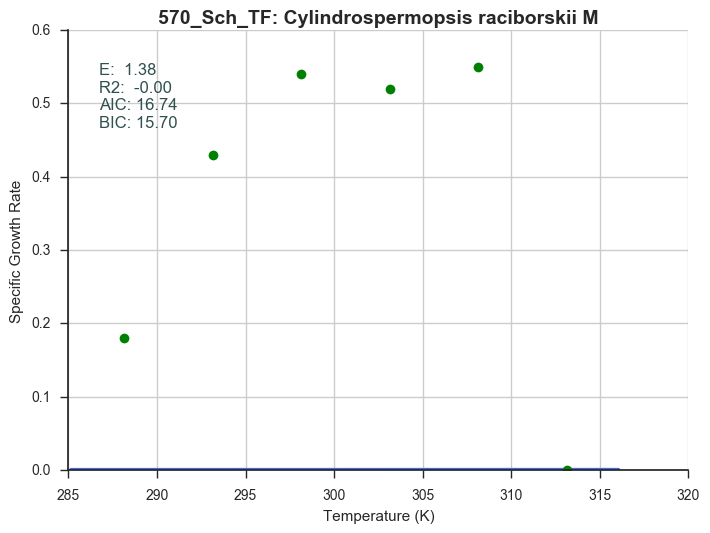 570_Sch_TF: Cylindrospermopsis raciborskii M
0.6
E:  1.38
R2:  -0.00
AIC: 16.74
BIC: 15.70
0.5
0.4
0.3
0.2
0.1
0.0
Specific Growth Rate
285 290 295 300 305 310 315 320
Temperature (K)